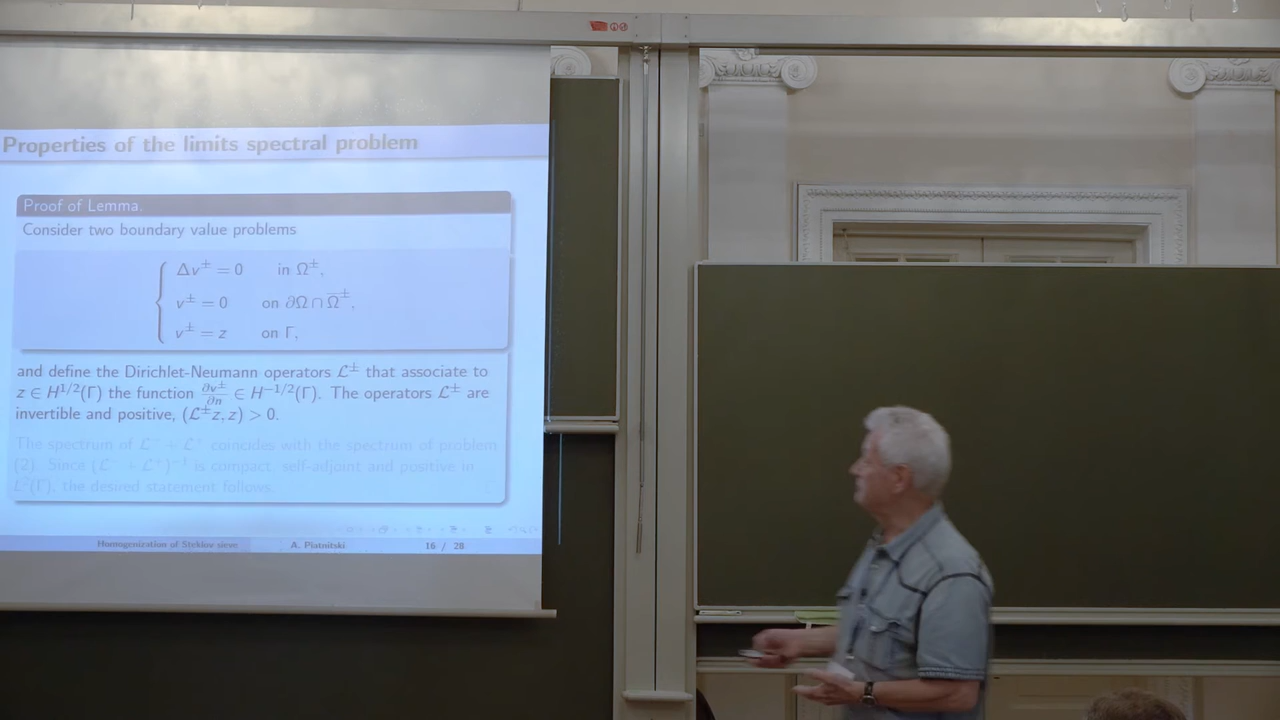 Properties of the limits spectral problem
Proof of Lemma.
Consider two boundary value problems
Δv± = 0 in Ω±,
v± = 0 on ∂Ω ∩ Ω̅±,
v± = z on Γ,
and define the Dirichlet-Neumann operators ℒ± that associate to
z ∈ H^{1/2}(Γ) the function ∂v±/∂n ∈ H^{−1/2}(Γ). The operators ℒ± are
invertible and positive, (ℒ±z, z) > 0.
The spectrum of ℒ⁻ + ℒ⁺ coincides with the spectrum of problem
(2). Since (ℒ⁻ + ℒ⁺)⁻¹ is compact, self-adjoint and positive in
L²(Γ), the desired statement follows.
Homogenization of Steklov sieve A. Piatnitski 16 / 28